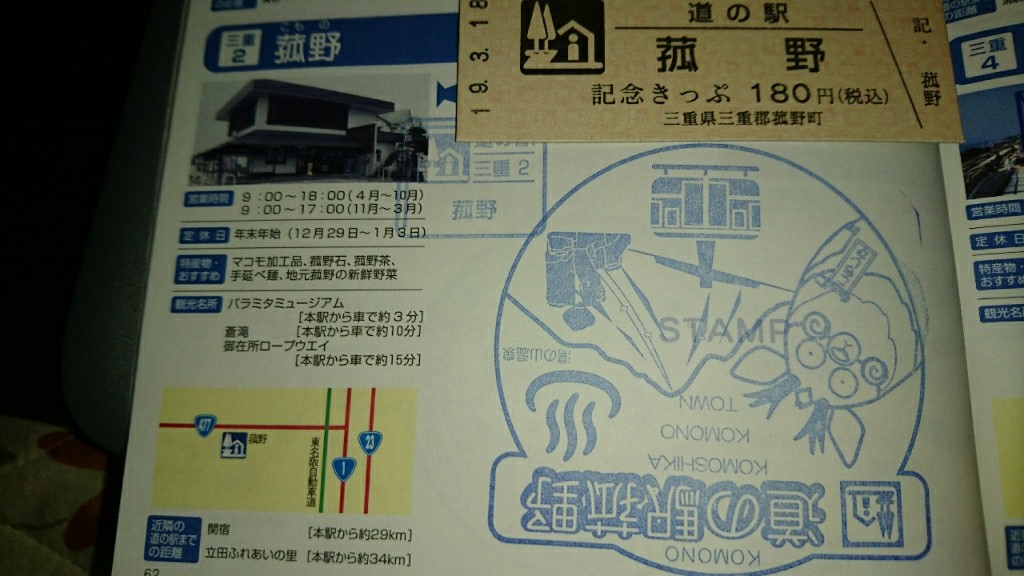 三重
2
こもの
菰野
営業時間
9:00〜18:00(4月〜10月)
9:00〜17:00(11月〜3月)
定休日
年末年始(12月29日〜1月3日)
特産物・
おすすめ
マコモ加工品、菰野石、菰野茶、
手延べ麺、地元菰野の新鮮野菜
観光名所
パラミタミュージアム
[本駅から車で約3分]
蒼滝 [本駅から車で約10分]
御在所ロープウエイ
[本駅から車で約15分]
477
菰野
東名阪自動車道
1
23
近隣の
道の駅まで
の距離
関宿 [本駅から約29km]
立田ふれあいの里 [本駅から約34km]
62
道の駅
三重2
菰野
19.3.18
道の駅
菰野
記念きっぷ 180円(税込)
三重県三重郡菰野町
記・菰野
STAMP
湯の山温泉
TOWN
KOMONO
KOMOSHIKA
道の駅菰野
KOMONO
三重
4
営業時間
定休日
特産物・
おすすめ
観光名所